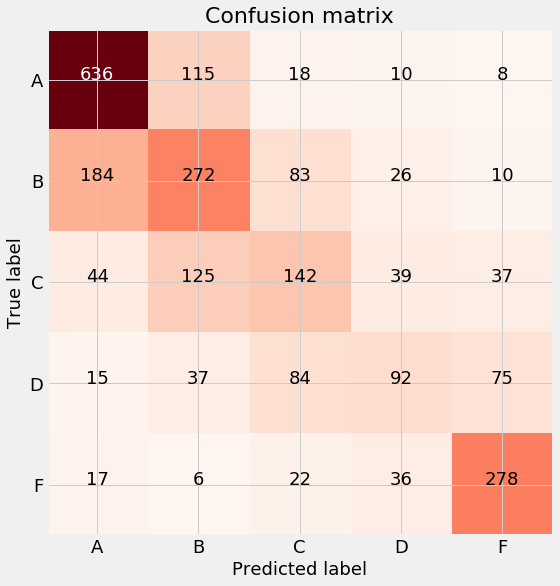 Confusion matrix
True label
A 636 115 18 10 8
B 184 272 83 26 10
C 44 125 142 39 37
D 15 37 84 92 75
F 17 6 22 36 278
A B C D F
Predicted label